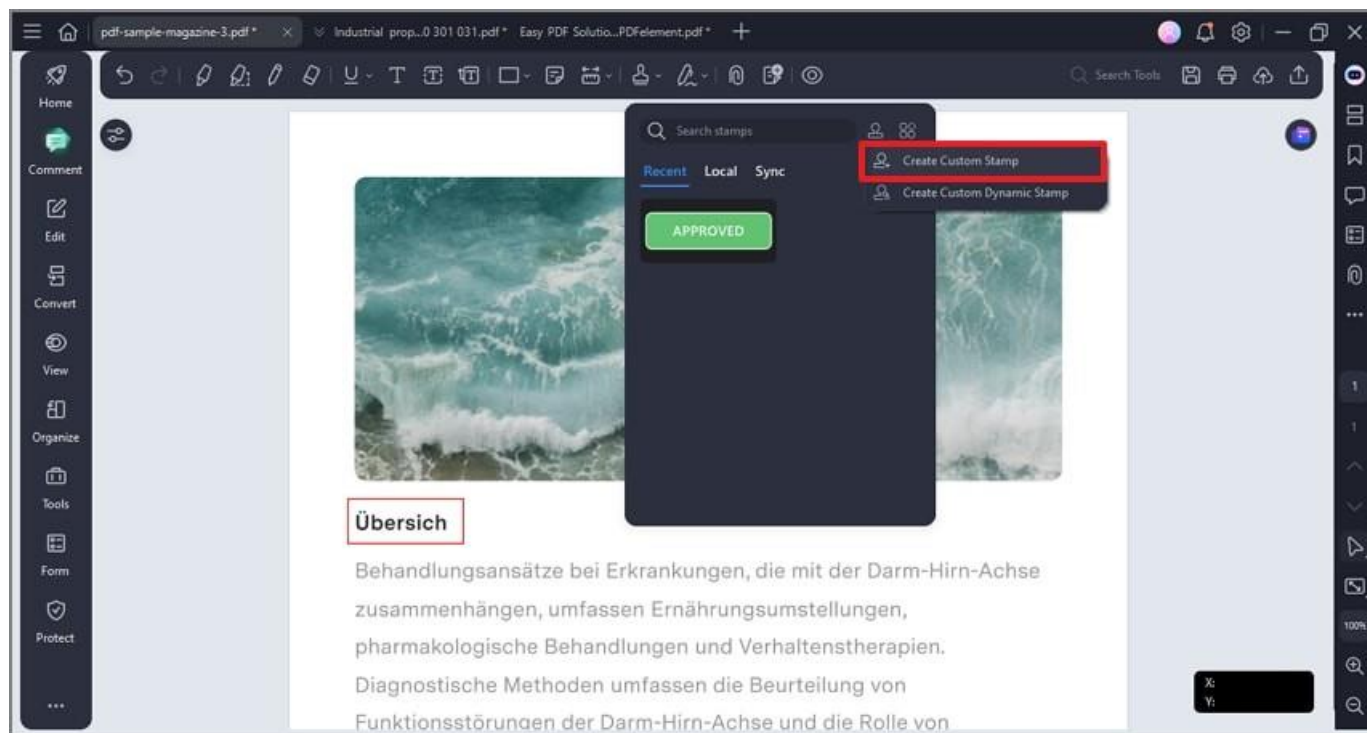 pdf-sample-magazine-3.pdf *
Industrial prop...0 301 031.pdf *
Easy PDF Solutio...PDFelement.pdf *
Search Tools
Home
Comment
Edit
Convert
View
Organize
Tools
Form
Protect
Search stamps
Recent
Local
Sync
APPROVED
Create Custom Stamp
Create Custom Dynamic Stamp
Übersich
Behandlungsansätze bei Erkrankungen, die mit der Darm-Hirn-Achse
zusammenhängen, umfassen Ernährungsumstellungen,
pharmakologische Behandlungen und Verhaltenstherapien.
Diagnostische Methoden umfassen die Beurteilung von
Funktionsstörungen der Darm-Hirn-Achse und die Rolle von
1
1
100%
X:
Y: